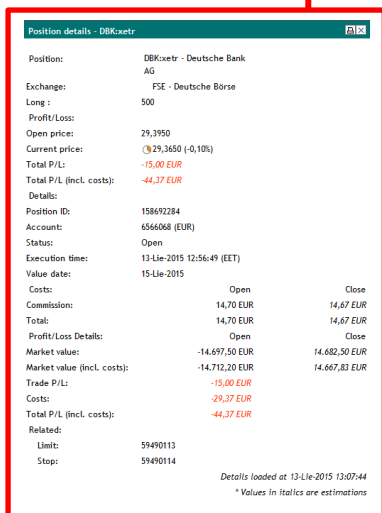 Position details - DBK:xetr
Position: DBK:xetr - Deutsche Bank
AG
Exchange: FSE - Deutsche Börse
Long : 500
Profit/Loss:
Open price: 29,3950
Current price: 29,3650 (-0,10%)
Total P/L: -15,00 EUR
Total P/L (incl. costs): -44,37 EUR
Details:
Position ID: 158692284
Account: 6566068 (EUR)
Status: Open
Execution time: 13-Lie-2015 12:56:49 (EET)
Value date: 15-Lie-2015
Costs: Open Close
Commission: 14,70 EUR 14,67 EUR
Total: 14,70 EUR 14,67 EUR
Profit/Loss Details: Open Close
Market value: -14.697,50 EUR 14.682,50 EUR
Market value (incl. costs): -14.712,20 EUR 14.667,83 EUR
Trade P/L: -15,00 EUR
Costs: -29,37 EUR
Total P/L (incl. costs): -44,37 EUR
Related:
Limit: 59490113
Stop: 59490114
Details loaded at 13-Lie-2015 13:07:44
* Values in italics are estimations